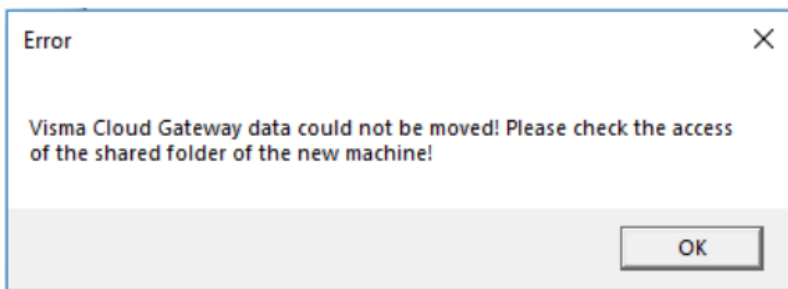 Error
Visma Cloud Gateway data could not be moved! Please check the access
of the shared folder of the new machine!
OK